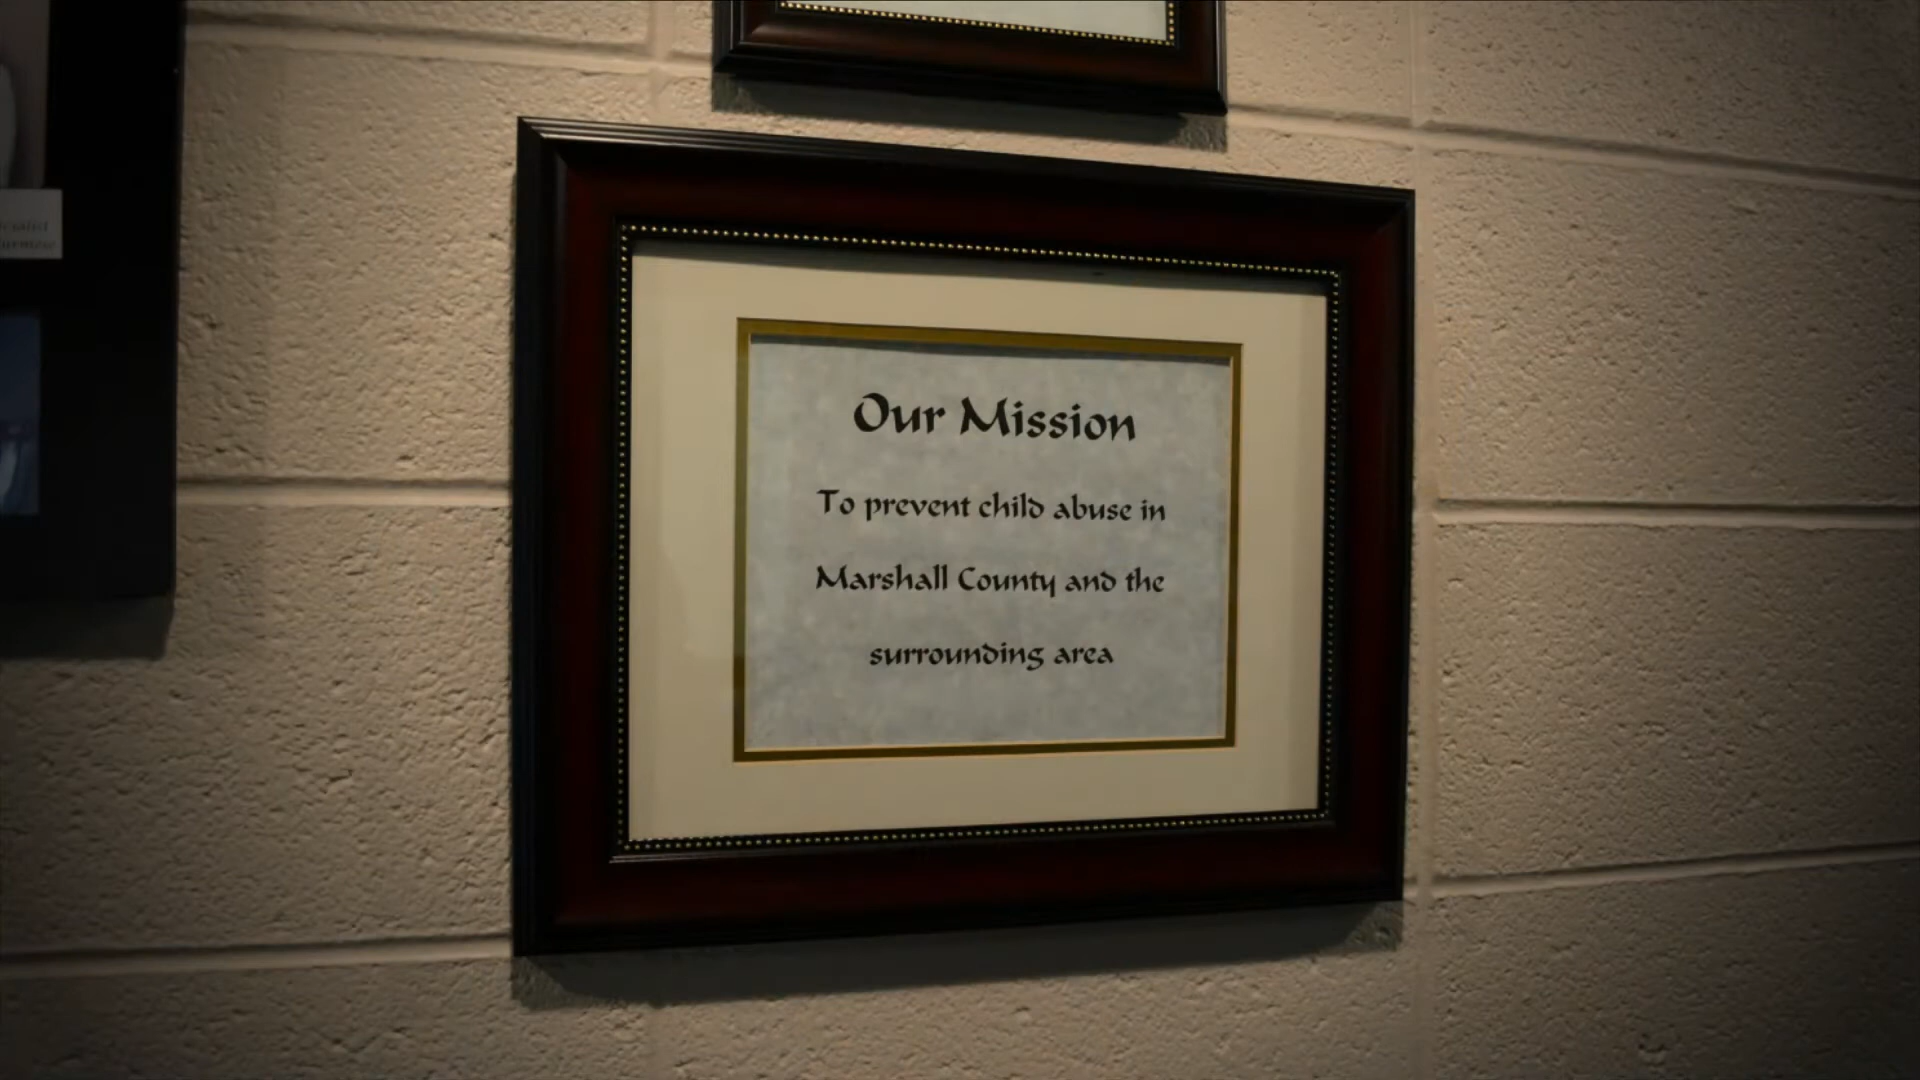 Our Mission
To prevent child abuse in
Marshall County and the
surrounding area